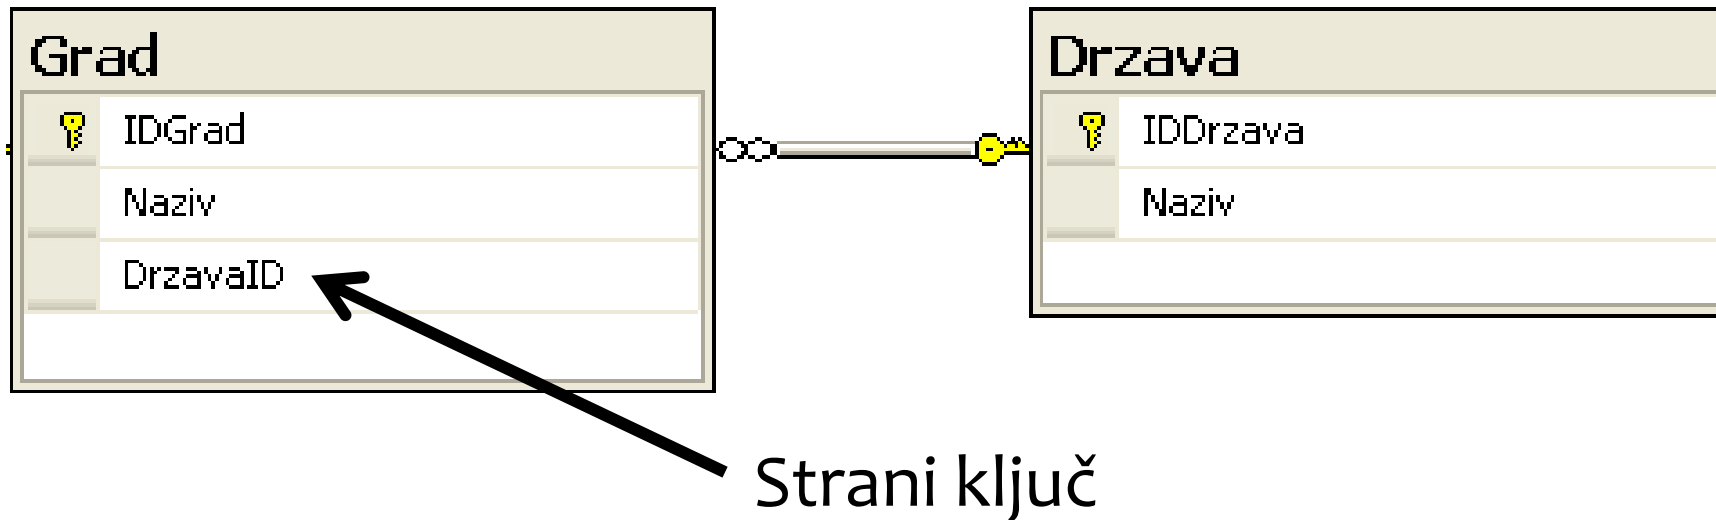 Grad
IDGrad
Naziv
DrzavaID
Drzava
IDDrzava
Naziv
Strani ključ